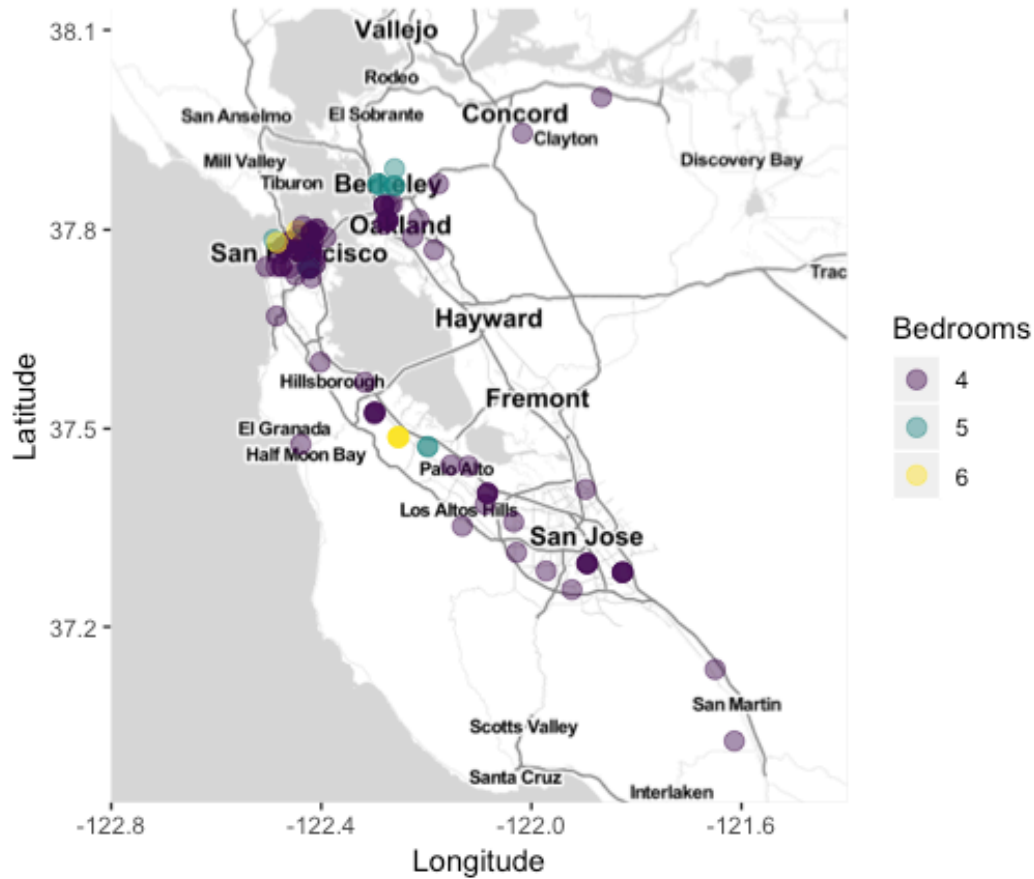 38.1
37.8
37.5
37.2
Latitude
Vallejo
Rodeo
San Anselmo
El Sobrante
Concord
Clayton
Mill Valley
Discovery Bay
Tiburon
Berkeley
Oakland
San Francisco
Trac
Hayward
Hillsborough
Fremont
El Granada
Half Moon Bay
Palo Alto
Los Altos Hills
San Jose
San Martin
Scotts Valley
Santa Cruz
Interlaken
-122.8
-122.4
-122.0
-121.6
Longitude
Bedrooms
4
5
6